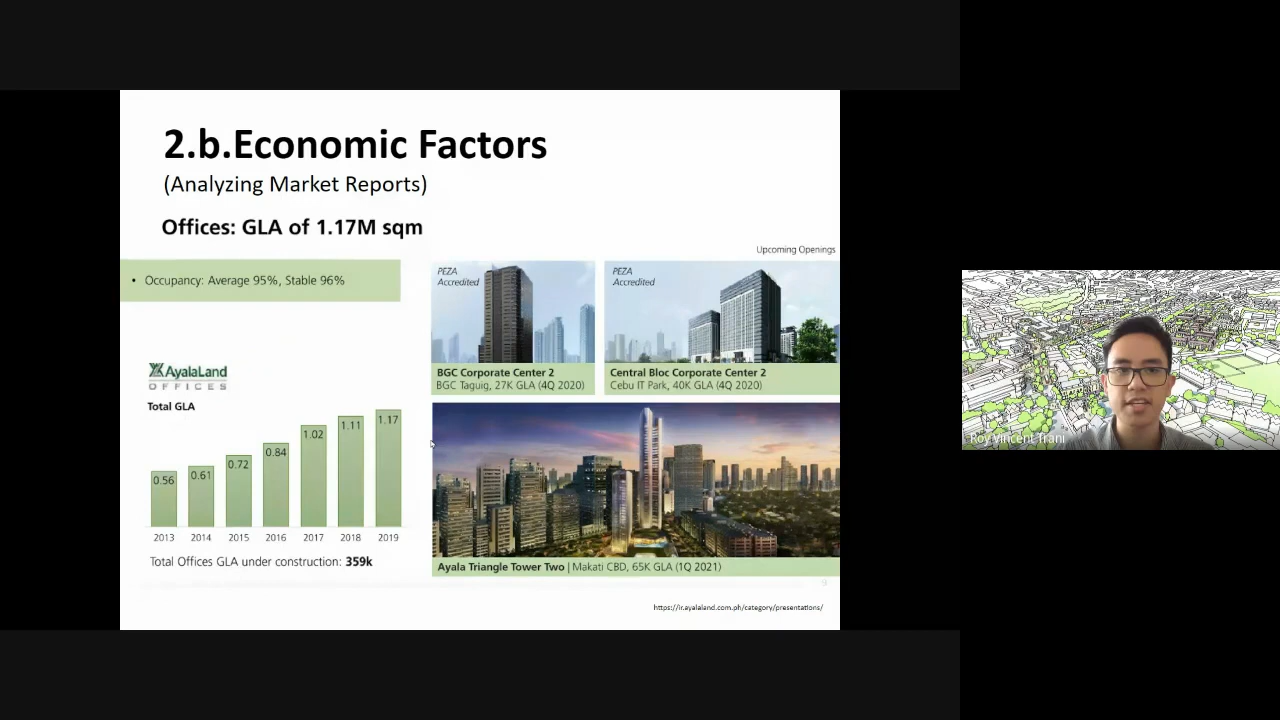 2.b.Economic Factors
(Analyzing Market Reports)
Offices: GLA of 1.17M sqm
Upcoming Openings
• Occupancy: Average 95%, Stable 96%
PEZA
Accredited
PEZA
Accredited
BGC Corporate Center 2
BGC Taguig, 27K GLA (4Q 2020)
Central Bloc Corporate Center 2
Cebu IT Park, 40K GLA (4Q 2020)
AyalaLand
OFFICES
Total GLA
0.56 0.61 0.72 0.84 1.02 1.11 1.17
2013 2014 2015 2016 2017 2018 2019
Total Offices GLA under construction: 359k
Ayala Triangle Tower Two | Makati CBD, 65K GLA (1Q 2021)
9
https://ir.ayalaland.com.ph/category/presentations/
Roy Vincent Trani